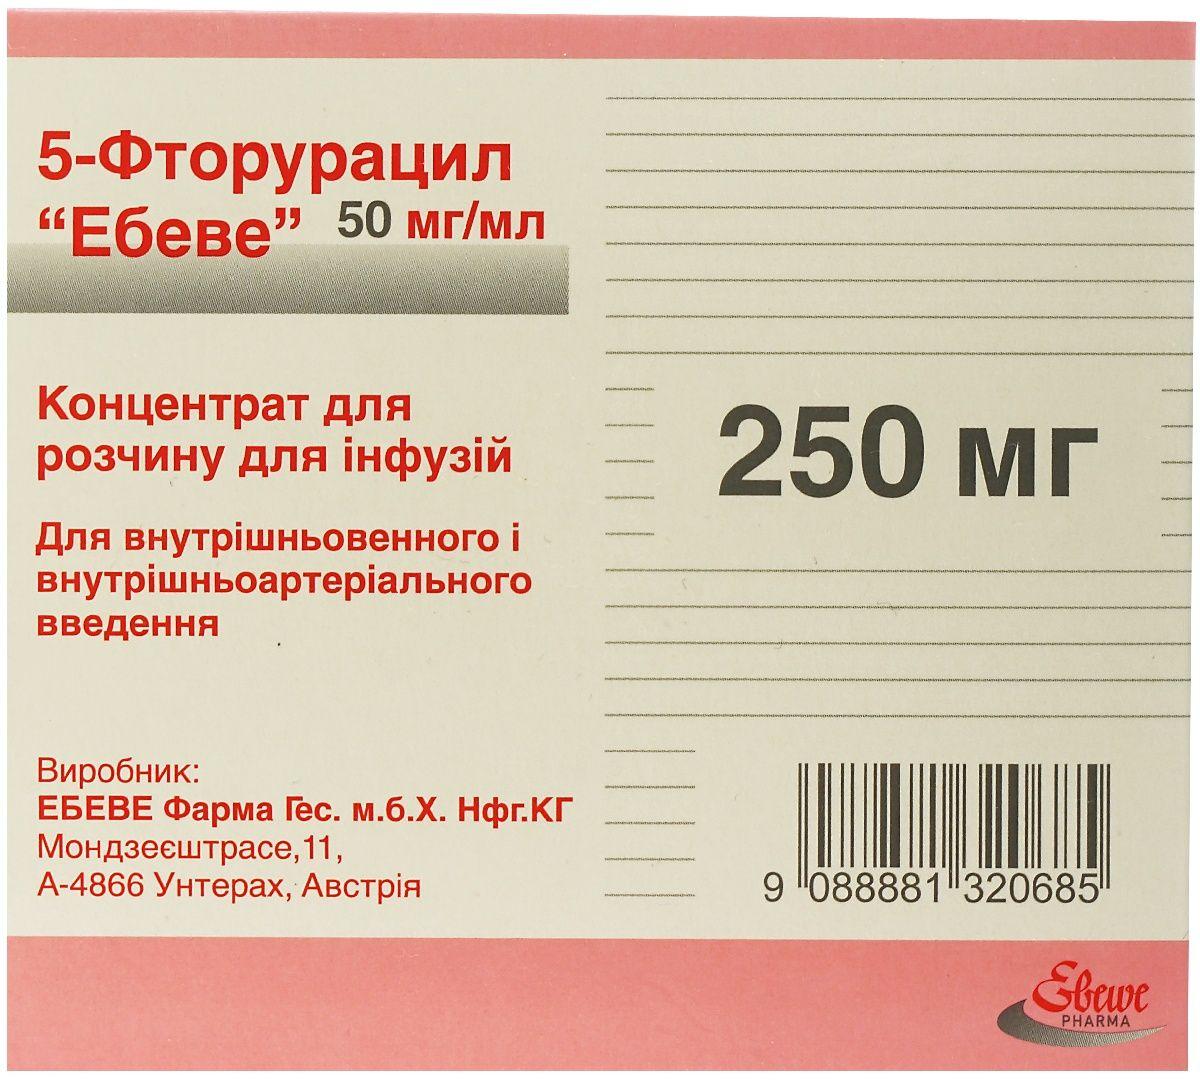 5-Фторурацил
“Ебеве” 50 мг/мл
Концентрат для
розчину для інфузій
Для внутрішньовенного і
внутрішньоартеріального
введення
250 мг
Виробник:
ЕБЕВЕ Фарма Гес. м.б.Х. Нфг.КГ
Мондзеєштрасе,11,
А-4866 Унтерах, Австрія
9 088881 320685
Ebewe
PHARMA